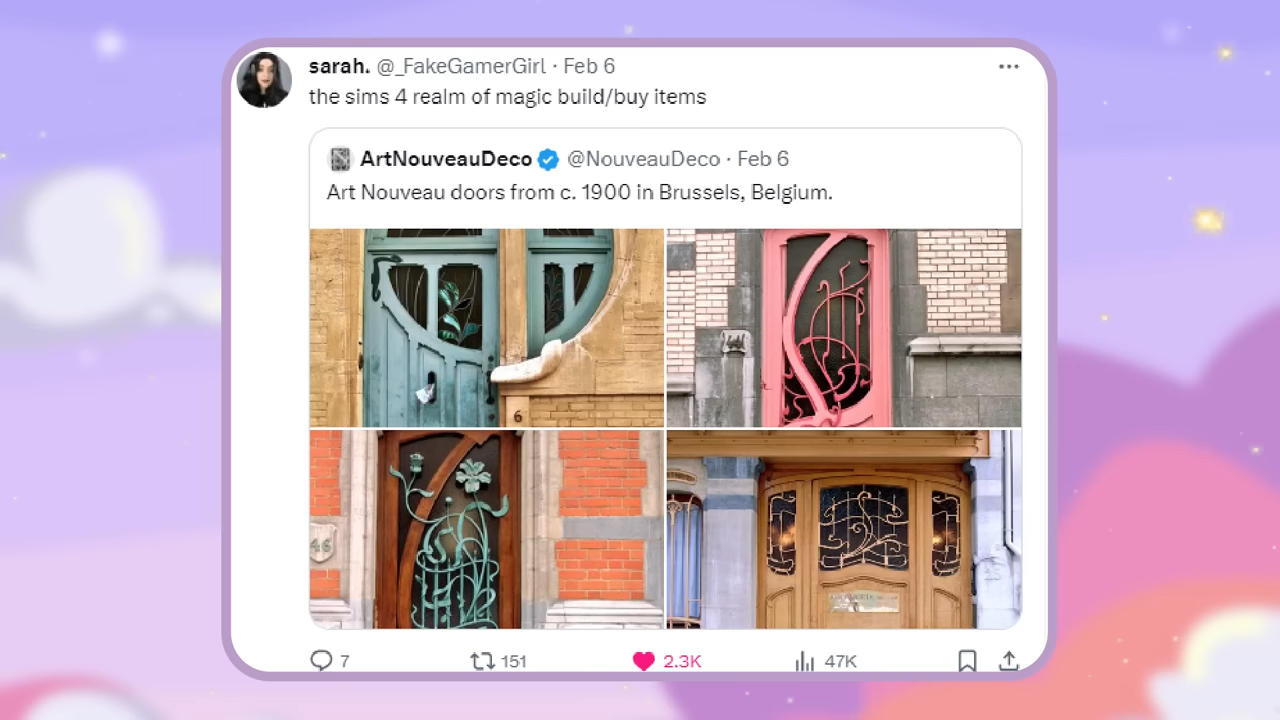 sarah. @_FakeGamerGirl · Feb 6
the sims 4 realm of magic build/buy items
ArtNouveauDeco @NouveauDeco · Feb 6
Art Nouveau doors from c. 1900 in Brussels, Belgium.
6
46
7 151 2.3K 47K